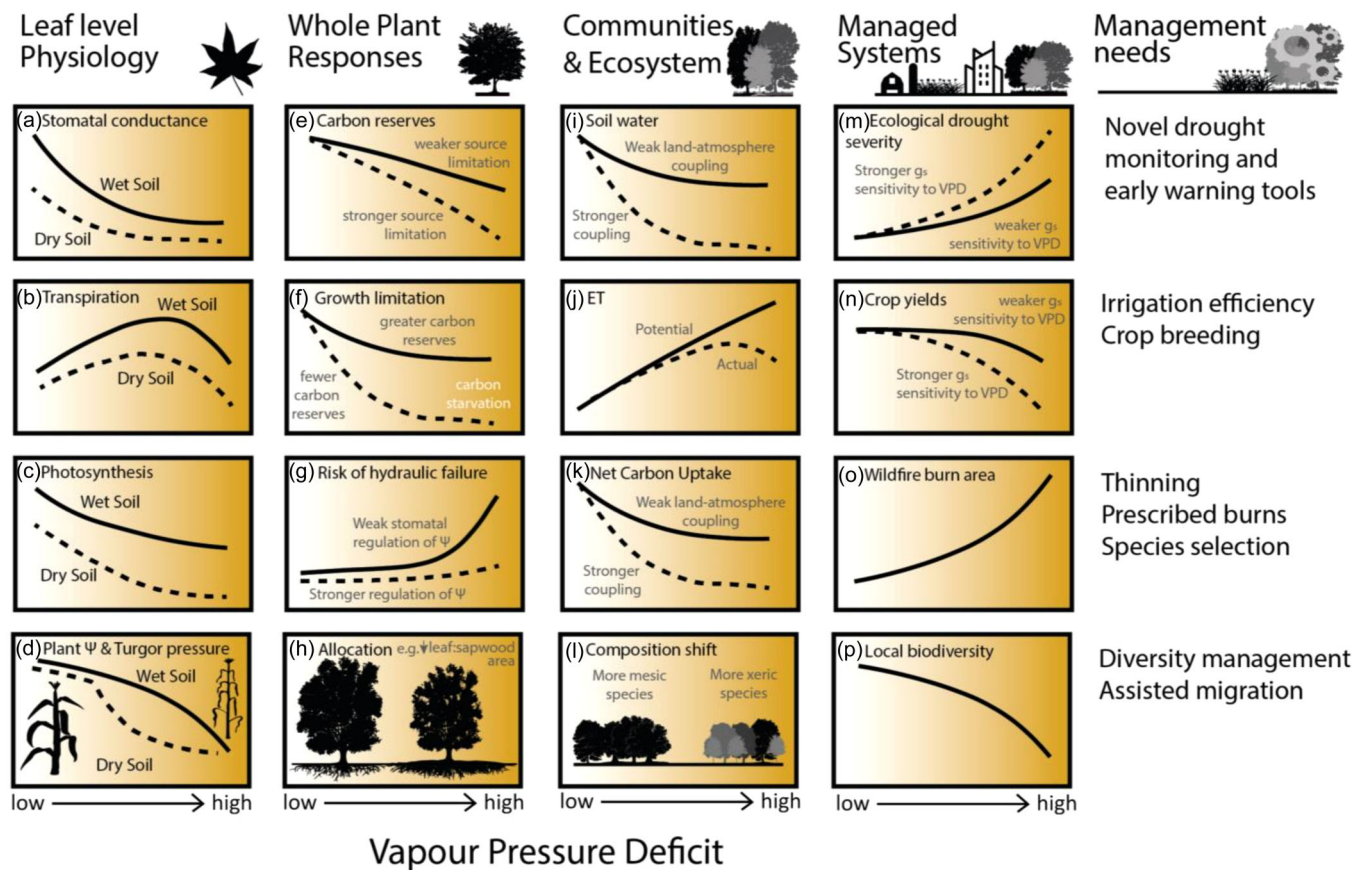 Leaf level
Physiology
Whole Plant
Responses
Communities
& Ecosystem
Managed
Systems
Management
needs
(a) Stomatal conductance
Wet Soil
Dry Soil
(e) Carbon reserves
weaker source
limitation
stronger source
limitation
(i) Soil water
Weak land-atmosphere
coupling
Stronger
coupling
(m) Ecological drought
severity
Stronger gs
sensitivity to VPD
weaker gs
sensitivity to VPD
Novel drought
monitoring and
early warning tools
(b) Transpiration
Wet Soil
Dry Soil
(f) Growth limitation
greater carbon
reserves
fewer
carbon
reserves
carbon
starvation
(j) ET
Potential
Actual
(n) Crop yields
weaker gs
sensitivity to VPD
Stronger gs
sensitivity to VPD
Irrigation efficiency
Crop breeding
(c) Photosynthesis
Wet Soil
Dry Soil
(g) Risk of hydraulic failure
Weak stomatal
regulation of Ψ
Stronger regulation of Ψ
(k) Net Carbon Uptake
Weak land-atmosphere
coupling
Stronger
coupling
(o) Wildfire burn area
Thinning
Prescribed burns
Species selection
(d) Plant Ψ & Turgor pressure
Wet Soil
Dry Soil
(h) Allocation
e.g. ↓leaf:sapwood
area
(l) Composition shift
More mesic
species
More xeric
species
(p) Local biodiversity
Diversity management
Assisted migration
low → high
low → high
low → high
low → high
Vapour Pressure Deficit